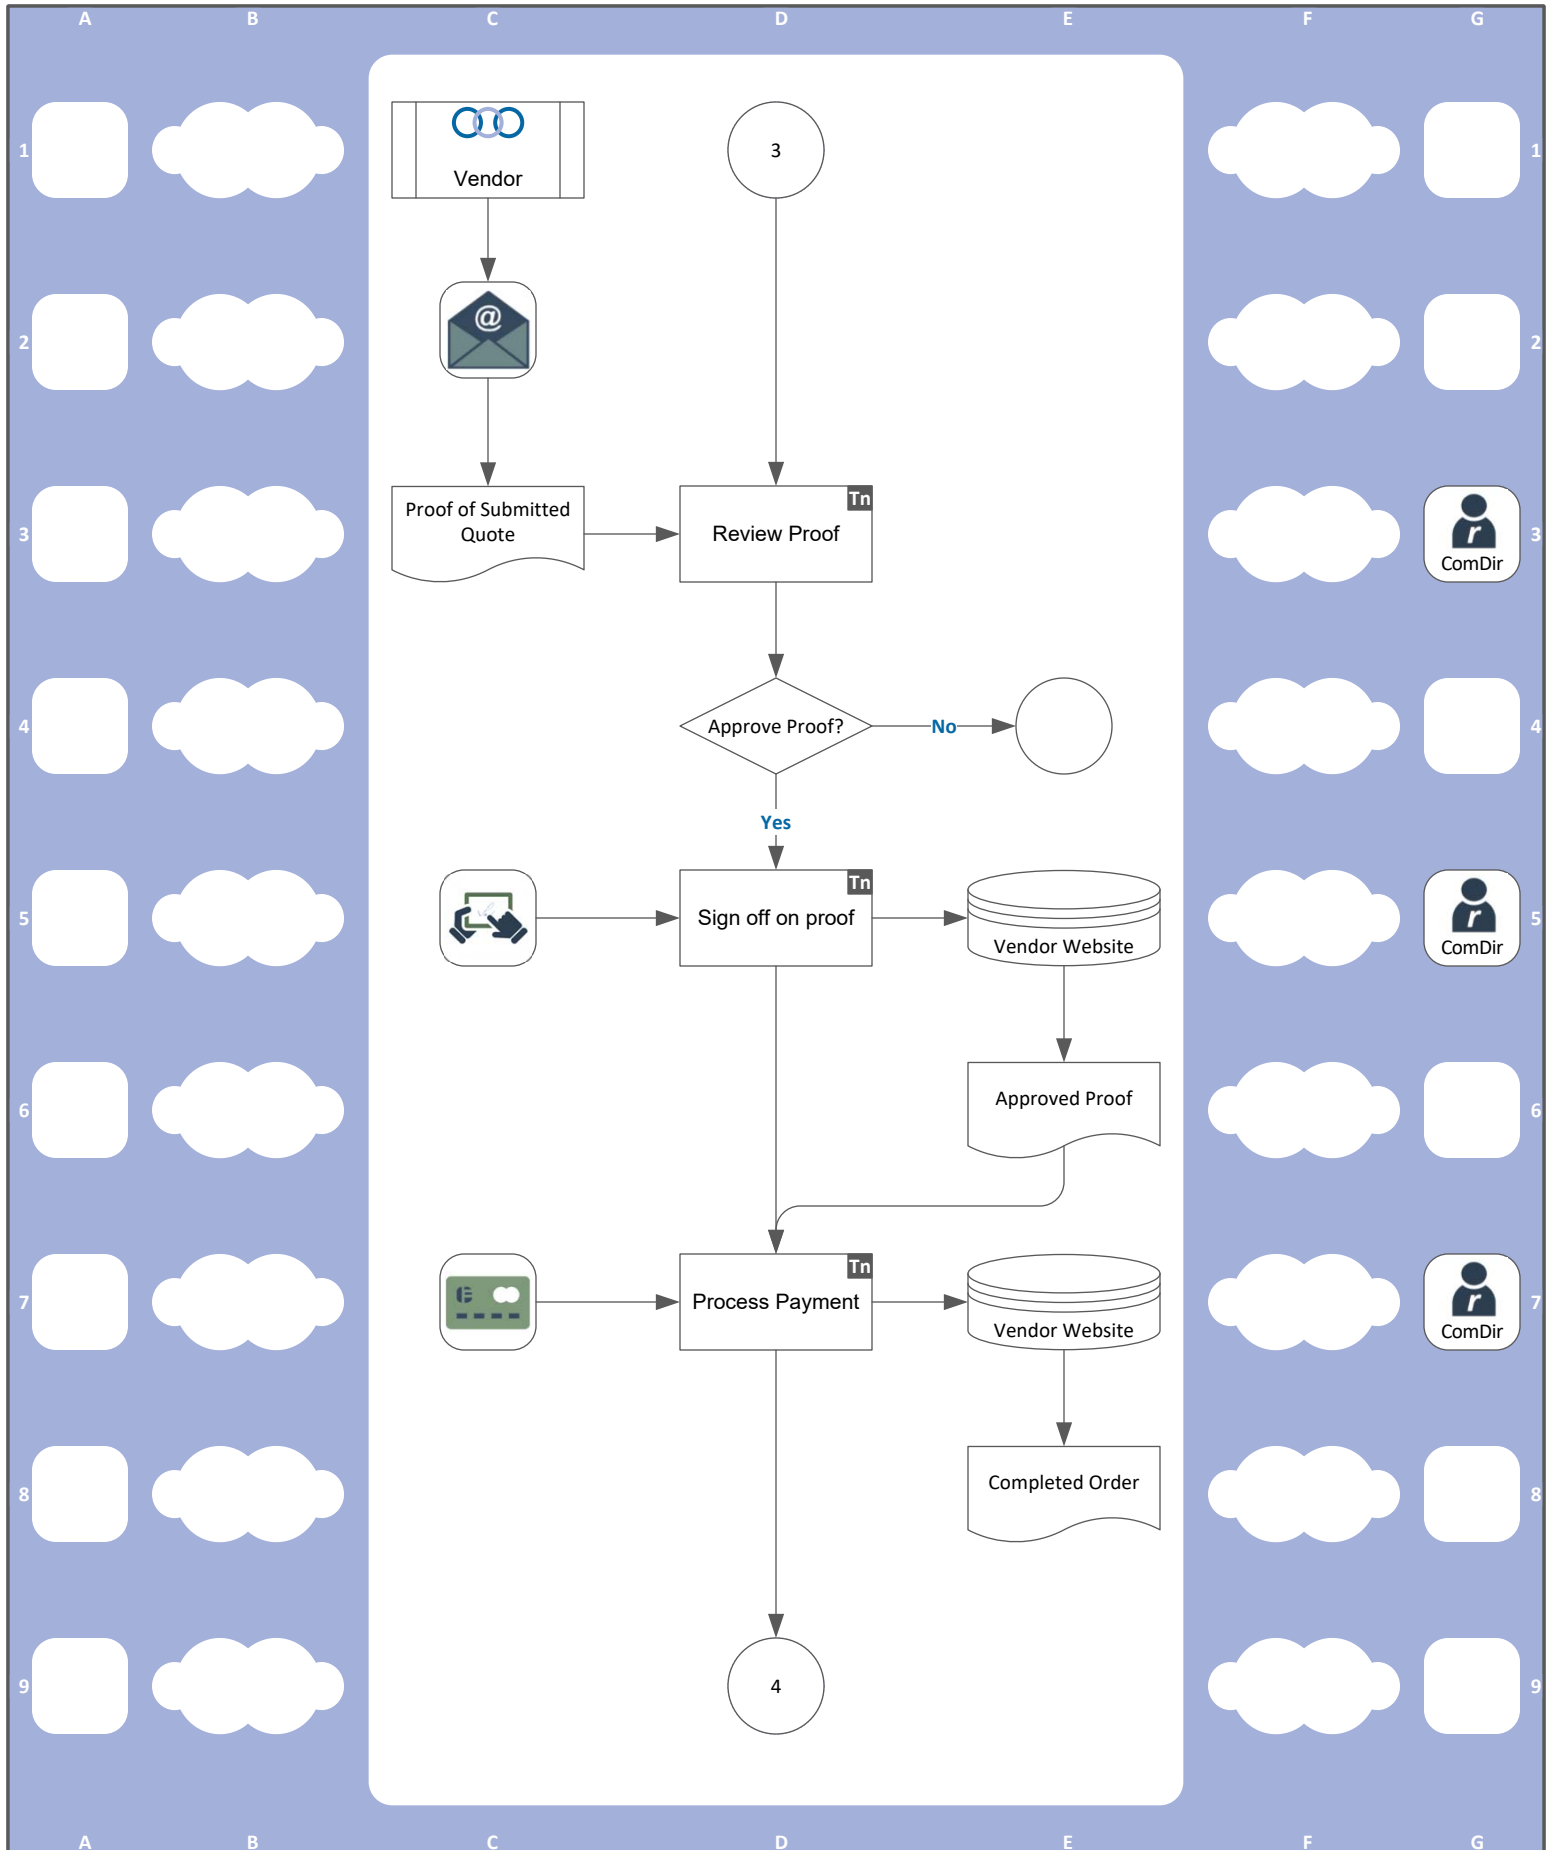 A B C D E F G
1 Vendor 3 1
2 @ 2
Tn
3 Proof of Submitted
Quote Review Proof r 3
ComDir
4 Approve Proof? No 4
Yes
Tn
5 Sign off on proof r 5
Vendor Website ComDir
6 Approved Proof 6
Tn
7 Process Payment r 7
Vendor Website ComDir
8 Completed Order 8
9 4 9
A B C D E F G